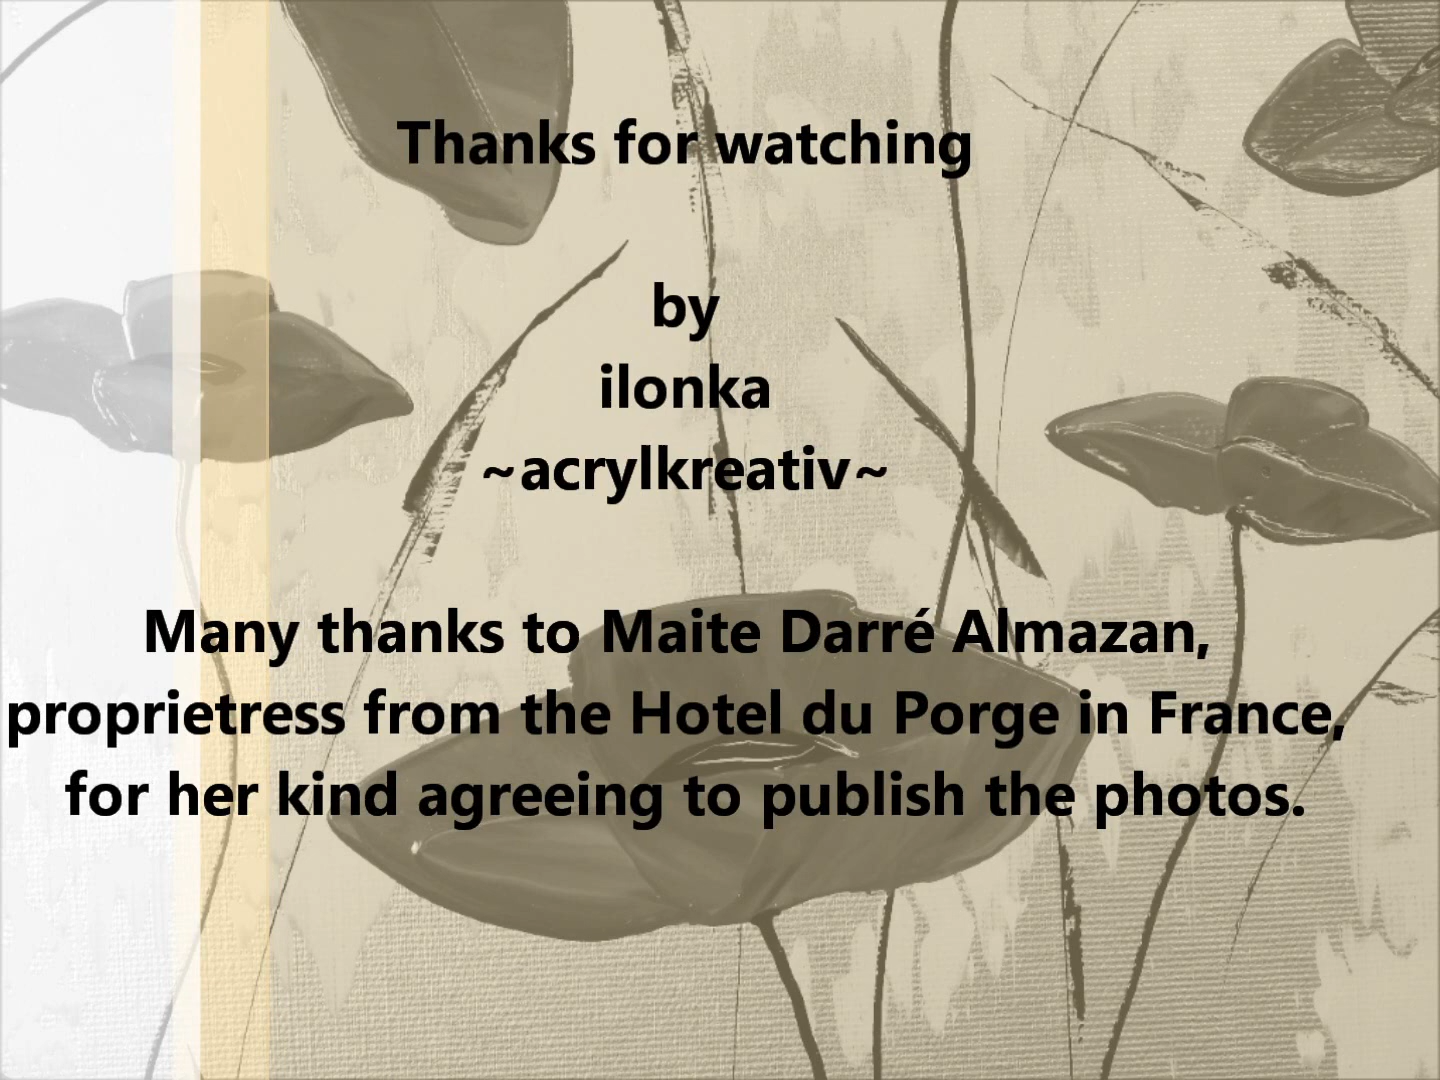 Thanks for watching
by
ilonka
~acrylkreativ~
Many thanks to Maite Darré Almazan,
proprietress from the Hotel du Porge in France,
for her kind agreeing to publish the photos.